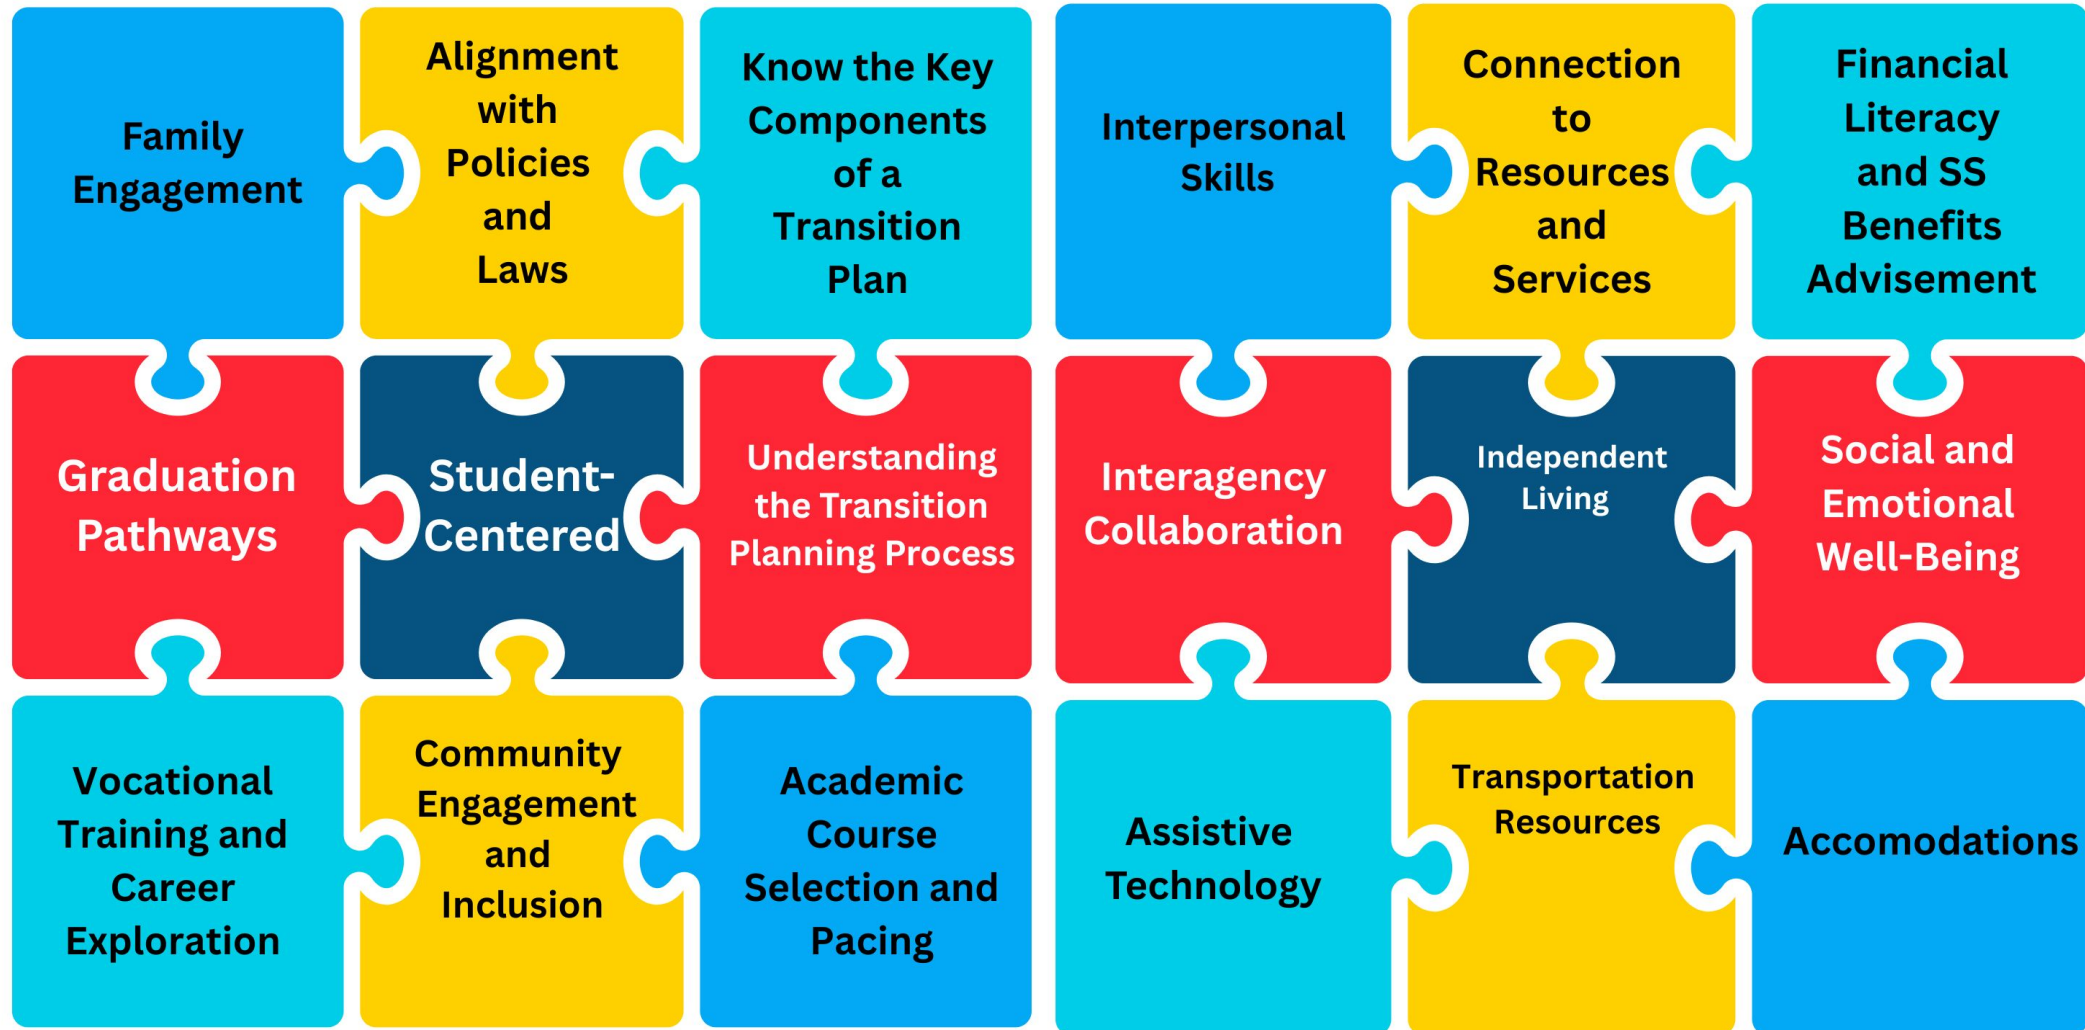 Family
Engagement
Alignment
with
Policies
and
Laws
Know the Key
Components
of a
Transition
Plan
Interpersonal
Skills
Connection
to
Resources
and
Services
Financial
Literacy
and SS
Benefits
Advisement
Graduation
Pathways
Student-
Centered
Understanding
the Transition
Planning Process
Interagency
Collaboration
Independent
Living
Social and
Emotional
Well-Being
Vocational
Training and
Career
Exploration
Community
Engagement
and
Inclusion
Academic
Course
Selection and
Pacing
Assistive
Technology
Transportation
Resources
Accomodations